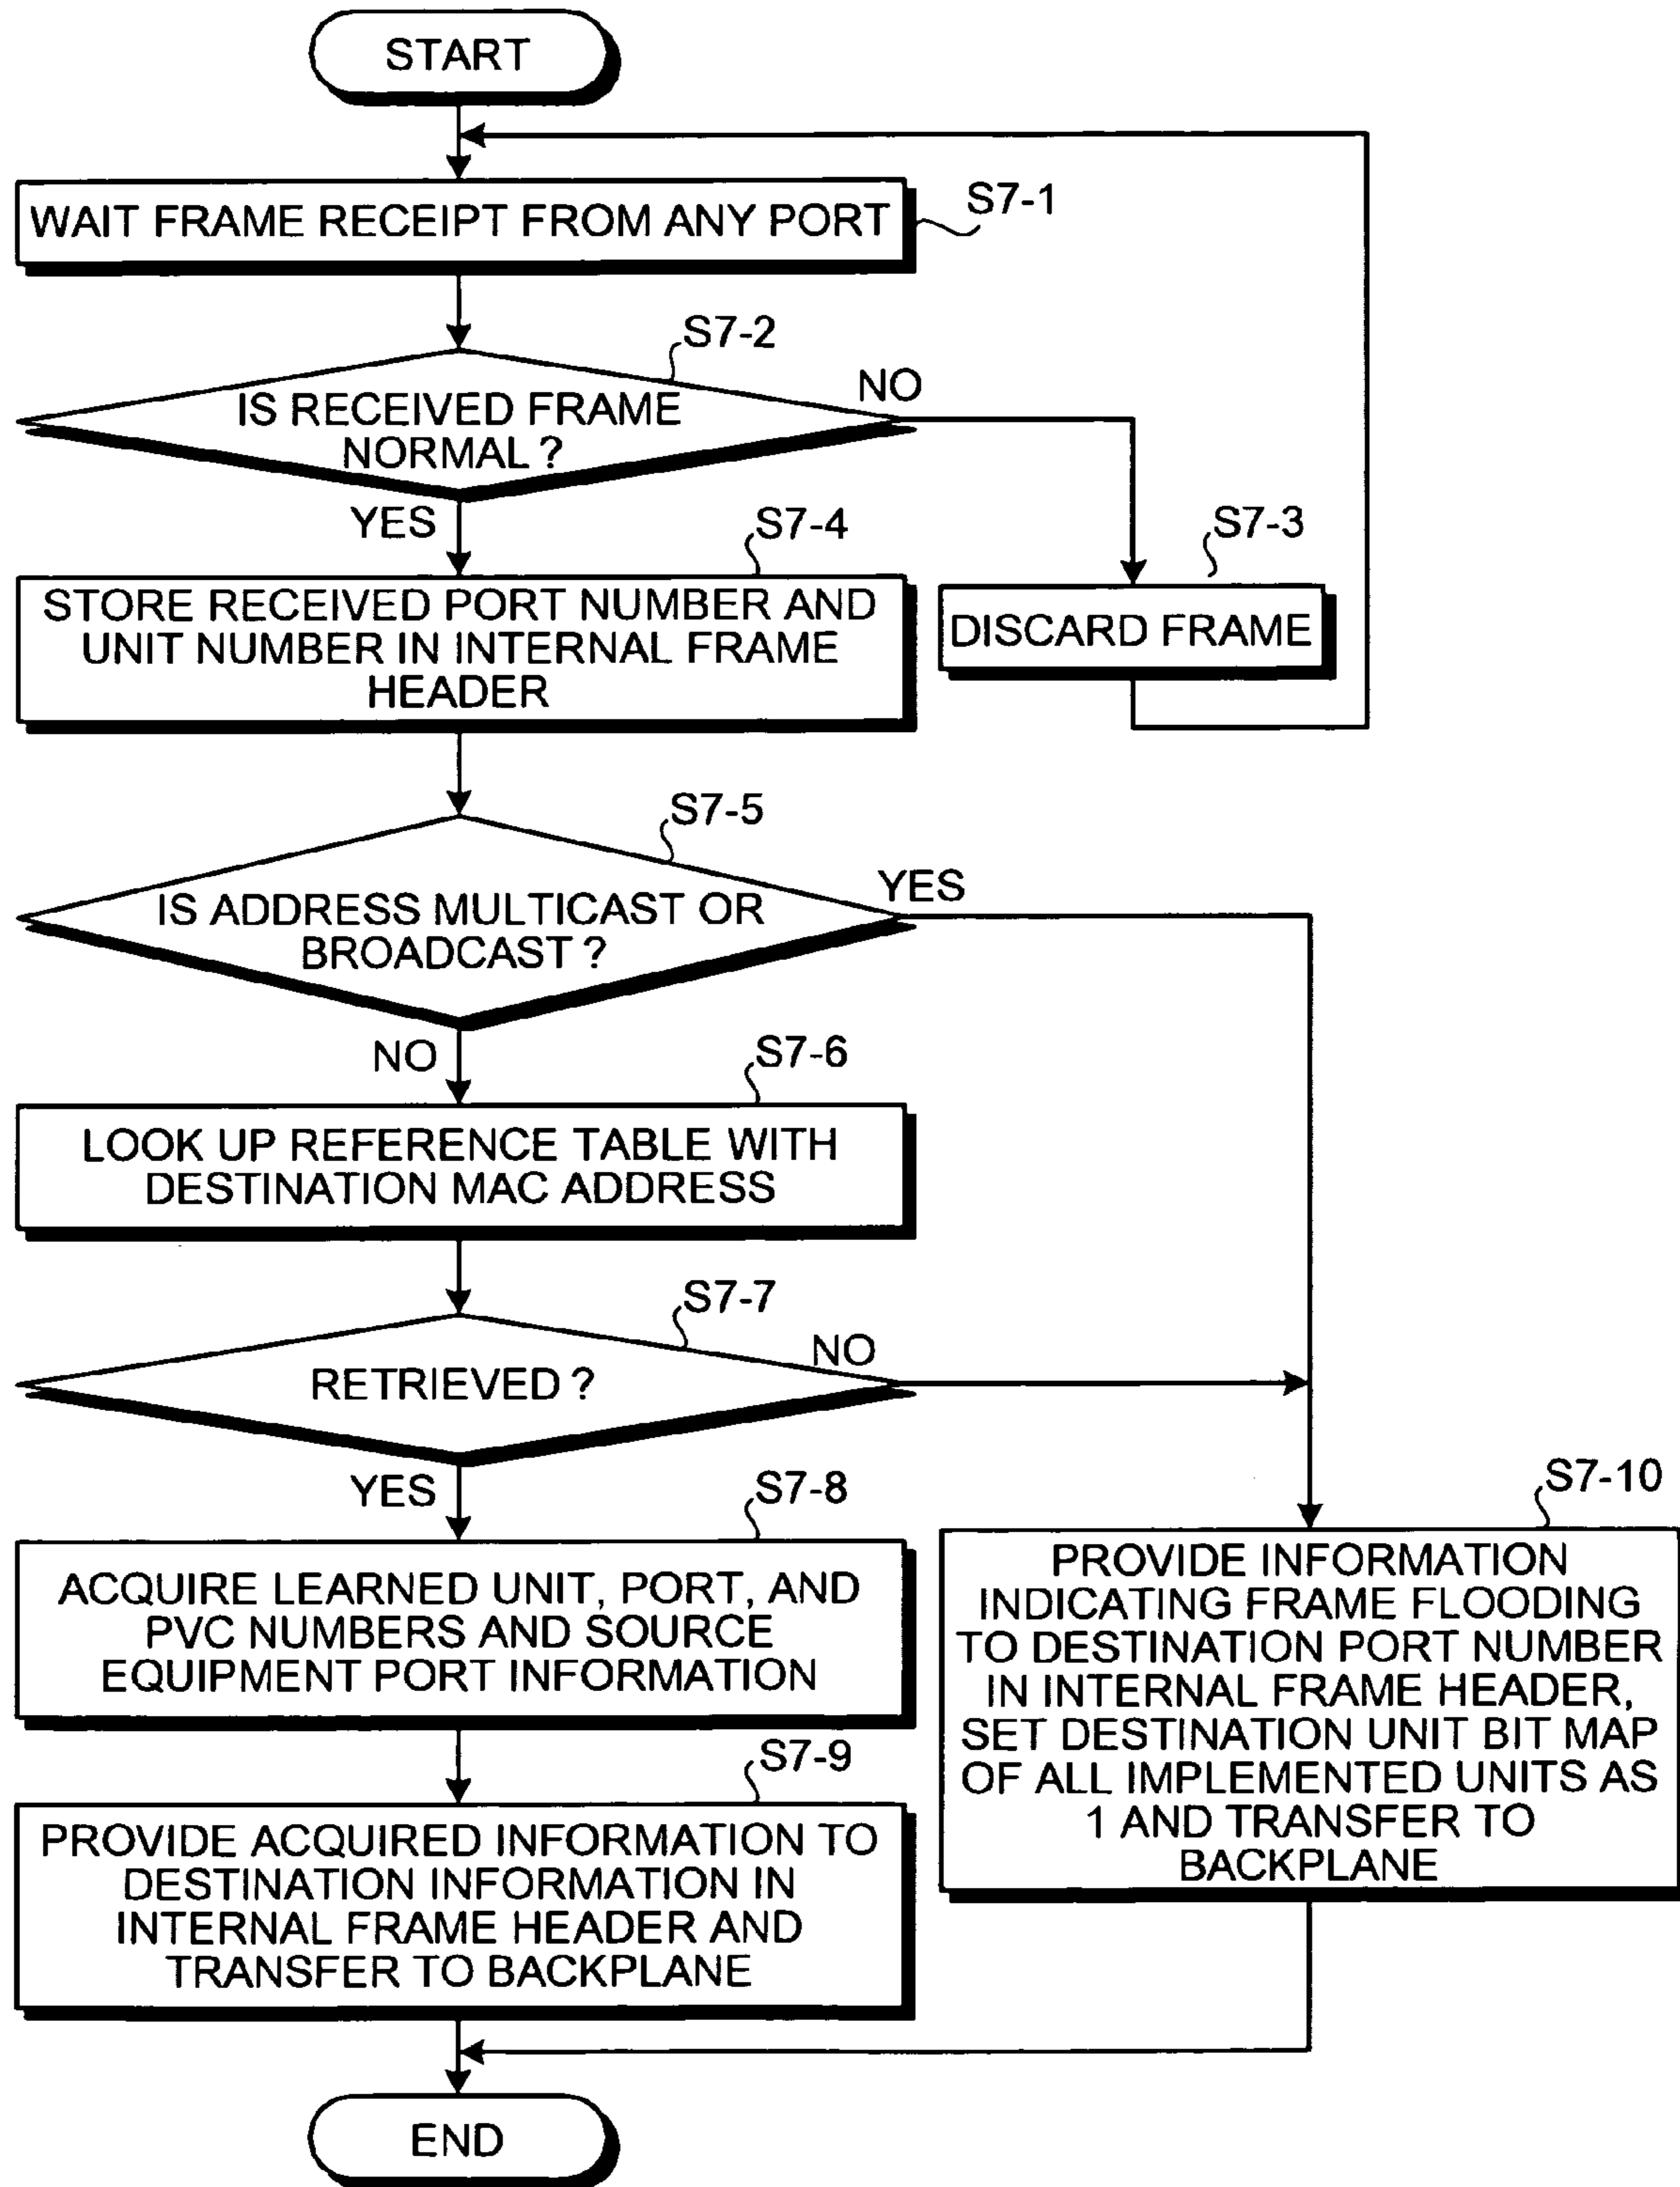 START
WAIT FRAME RECEIPT FROM ANY PORT
S7-1
S7-2
IS RECEIVED FRAME
NORMAL ?
NO
YES
S7-4
STORE RECEIVED PORT NUMBER AND
UNIT NUMBER IN INTERNAL FRAME
HEADER
S7-3
DISCARD FRAME
S7-5
IS ADDRESS MULTICAST OR
BROADCAST ?
YES
NO
S7-6
LOOK UP REFERENCE TABLE WITH
DESTINATION MAC ADDRESS
S7-7
RETRIEVED ?
NO
YES
S7-8
ACQUIRE LEARNED UNIT, PORT, AND
PVC NUMBERS AND SOURCE
EQUIPMENT PORT INFORMATION
S7-9
PROVIDE ACQUIRED INFORMATION TO
DESTINATION INFORMATION IN
INTERNAL FRAME HEADER AND
TRANSFER TO BACKPLANE
S7-10
PROVIDE INFORMATION
INDICATING FRAME FLOODING
TO DESTINATION PORT NUMBER
IN INTERNAL FRAME HEADER,
SET DESTINATION UNIT BIT MAP
OF ALL IMPLEMENTED UNITS AS
1 AND TRANSFER TO
BACKPLANE
END